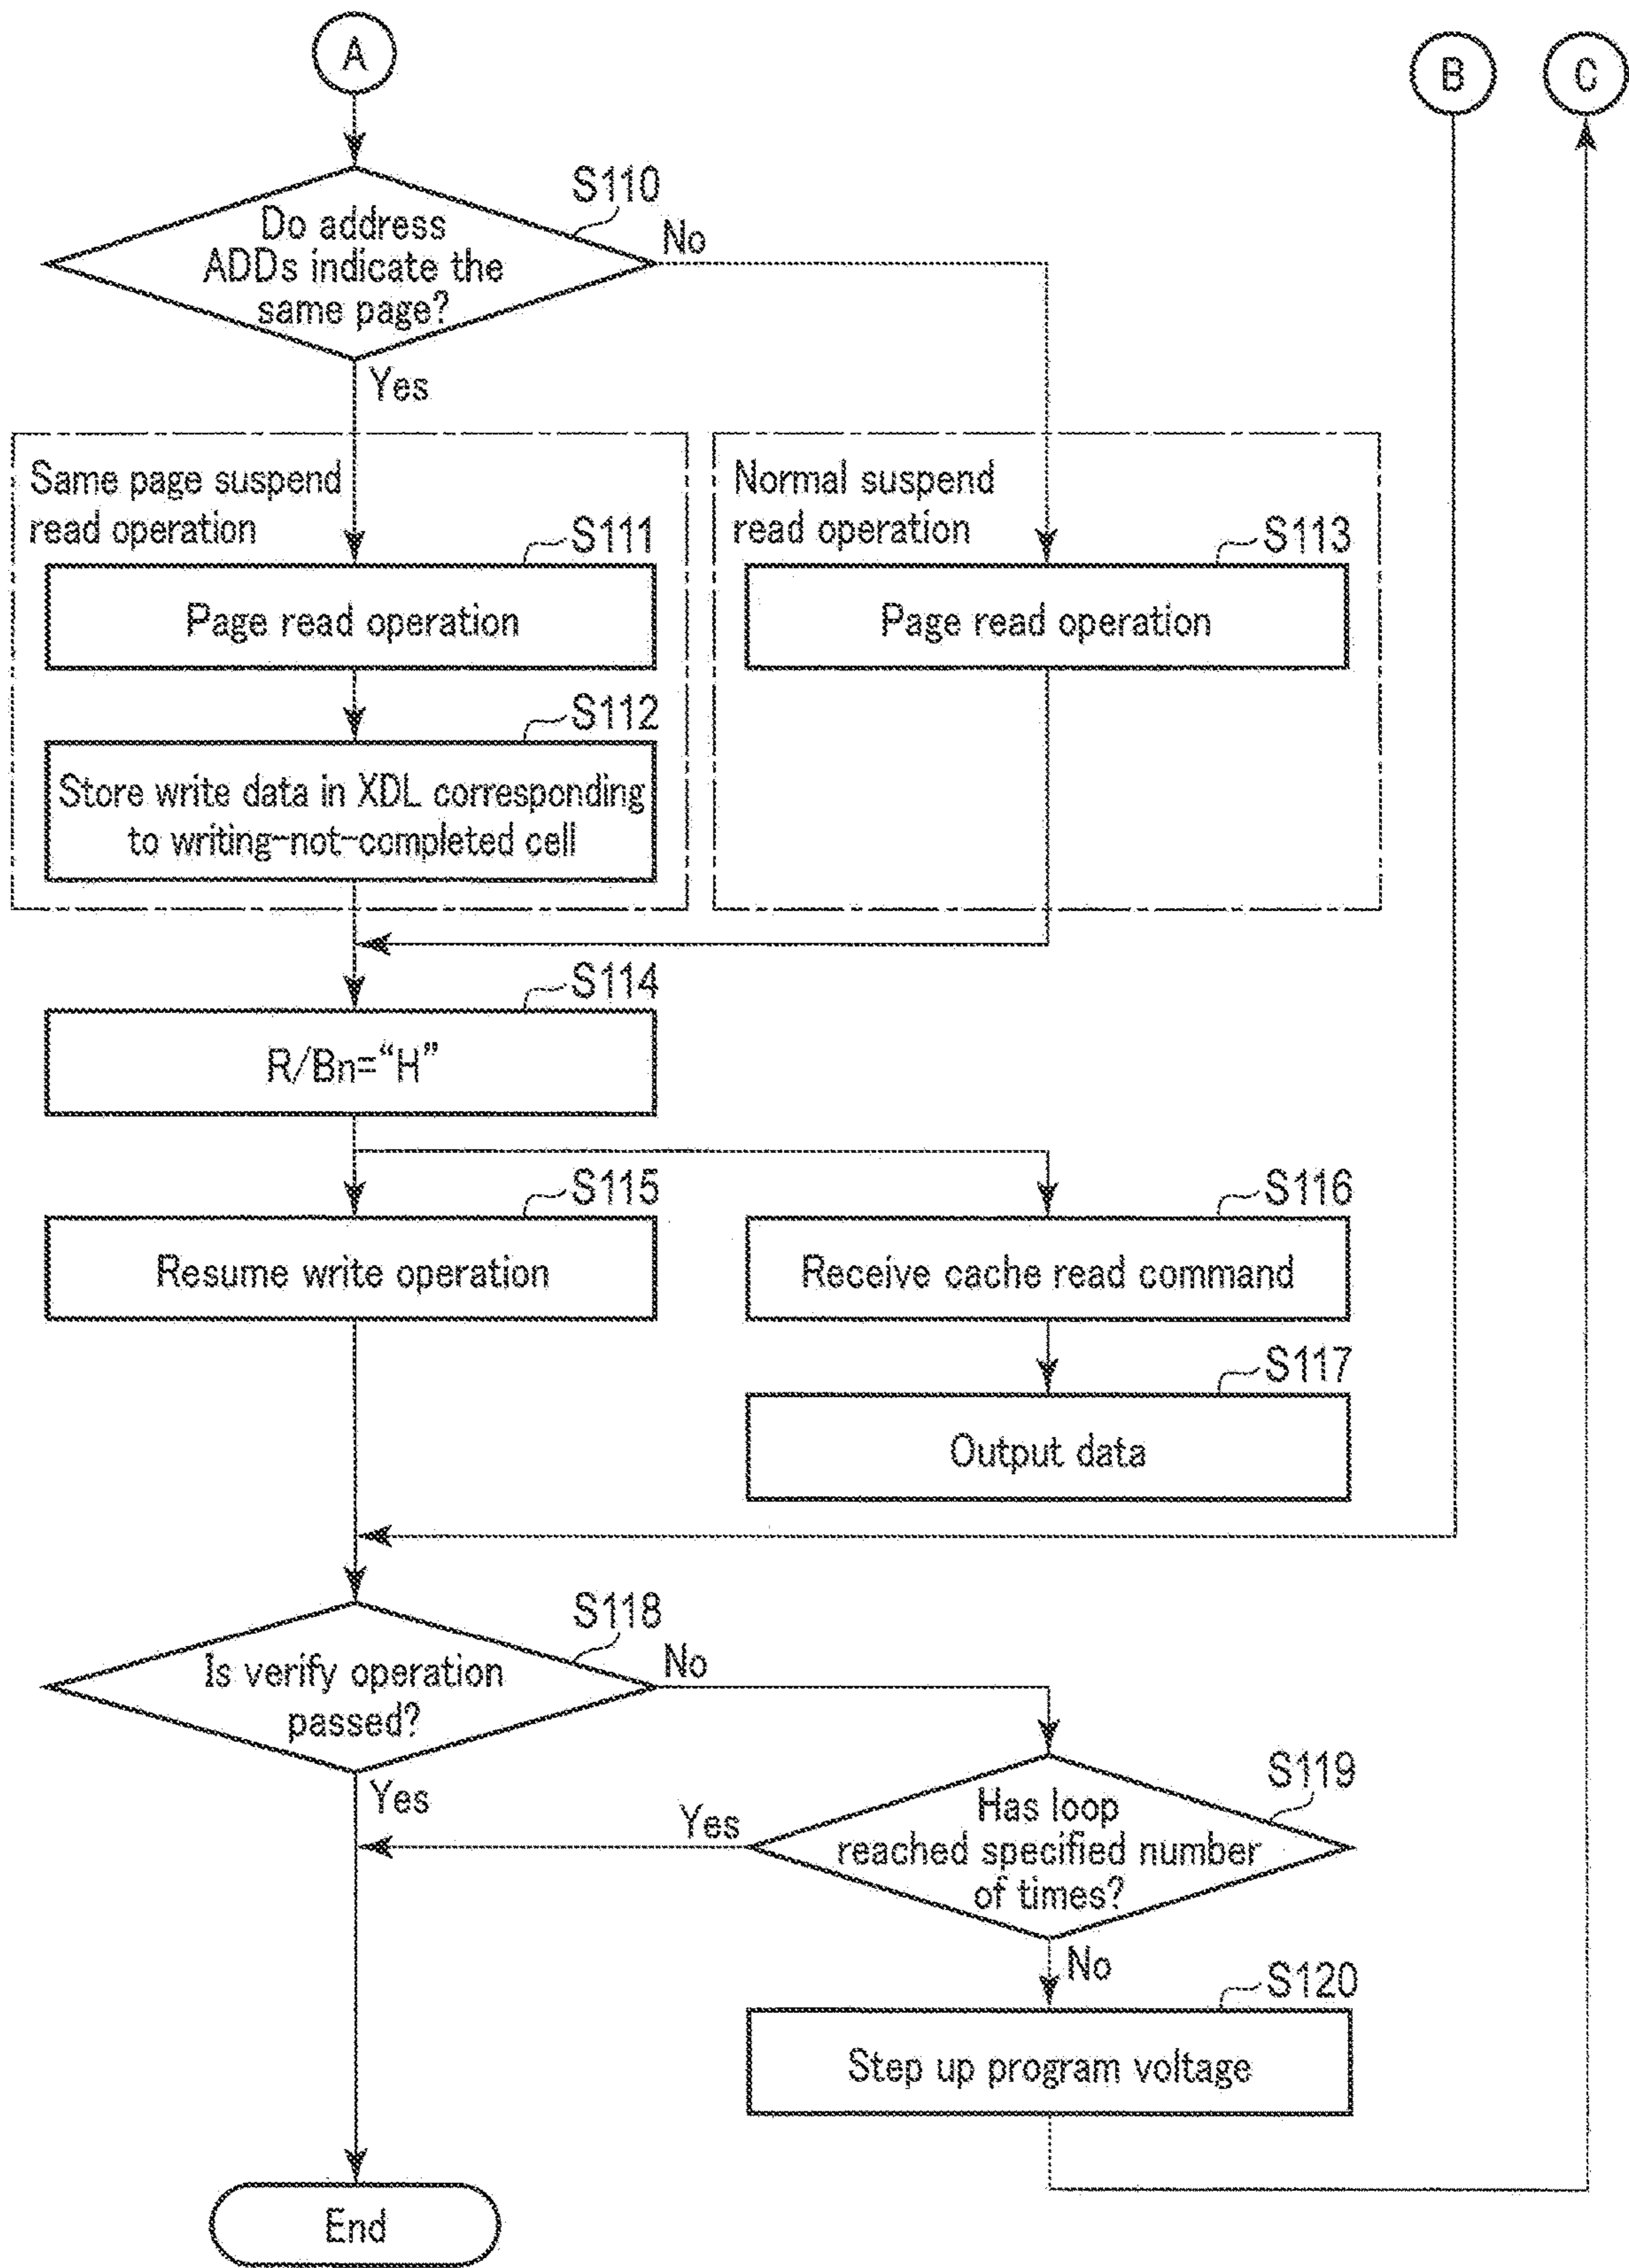 A
B
C
S110
Do address
ADDs indicate the
same page?
No
Yes
Same page suspend
read operation
Normal suspend
read operation
S111
Page read operation
S113
Page read operation
S112
Store write data in XDL corresponding
to writing-not-completed cell
S114
R/Bn="H"
S115
Resume write operation
S116
Receive cache read command
S117
Output data
S118
Is verify operation
passed?
No
Yes
S119
Has loop
reached specified number
of times?
Yes
No
S120
Step up program voltage
End